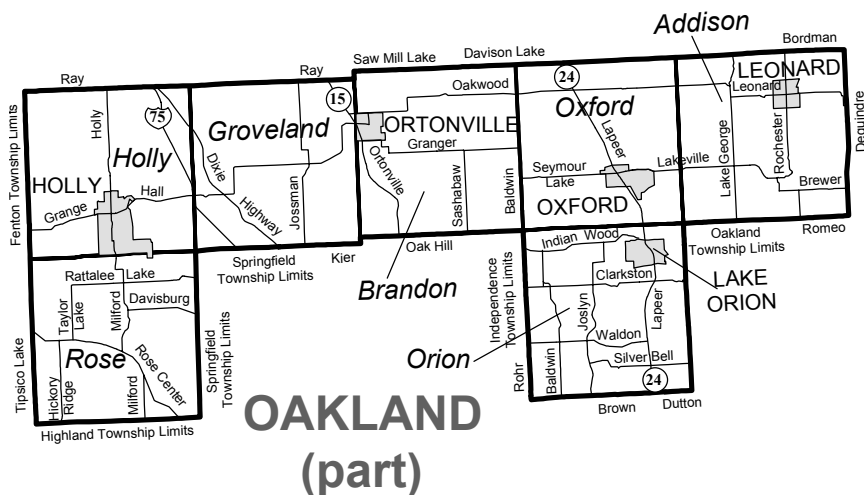 Addison
Bordman
Saw Mill Lake
Davison Lake
Ray
Ray
24
LEONARD
Leonard
15
Oakwood
Oxford
75
Holly
Groveland
ORTONVILLE
Lapeer
Dequindre
Fenton Township Limits
Holly
Dixie
Highway
Granger
Lake George
Rochester
Ortonville
Seymour
Lake
Lakeville
HOLLY
Hall
Grange
Jossman
Sashabaw
Baldwin
OXFORD
Brewer
Springfield
Township Limits
Kier
Oak Hill
Indian Wood
Oakland
Township Limits
Romeo
Rattalee Lake
Brandon
Clarkston
LAKE
ORION
Taylor
Lake
Milford
Davisburg
Independence
Township Limits
Joslyn
Lapeer
Springfield
Township Limits
Waldon
Rose
Rose Center
Orion
Silver Bell
Tipsico Lake
Hickory
Ridge
Milford
Rohr
Baldwin
24
Highland Township Limits
Brown
Dutton
OAKLAND
(part)